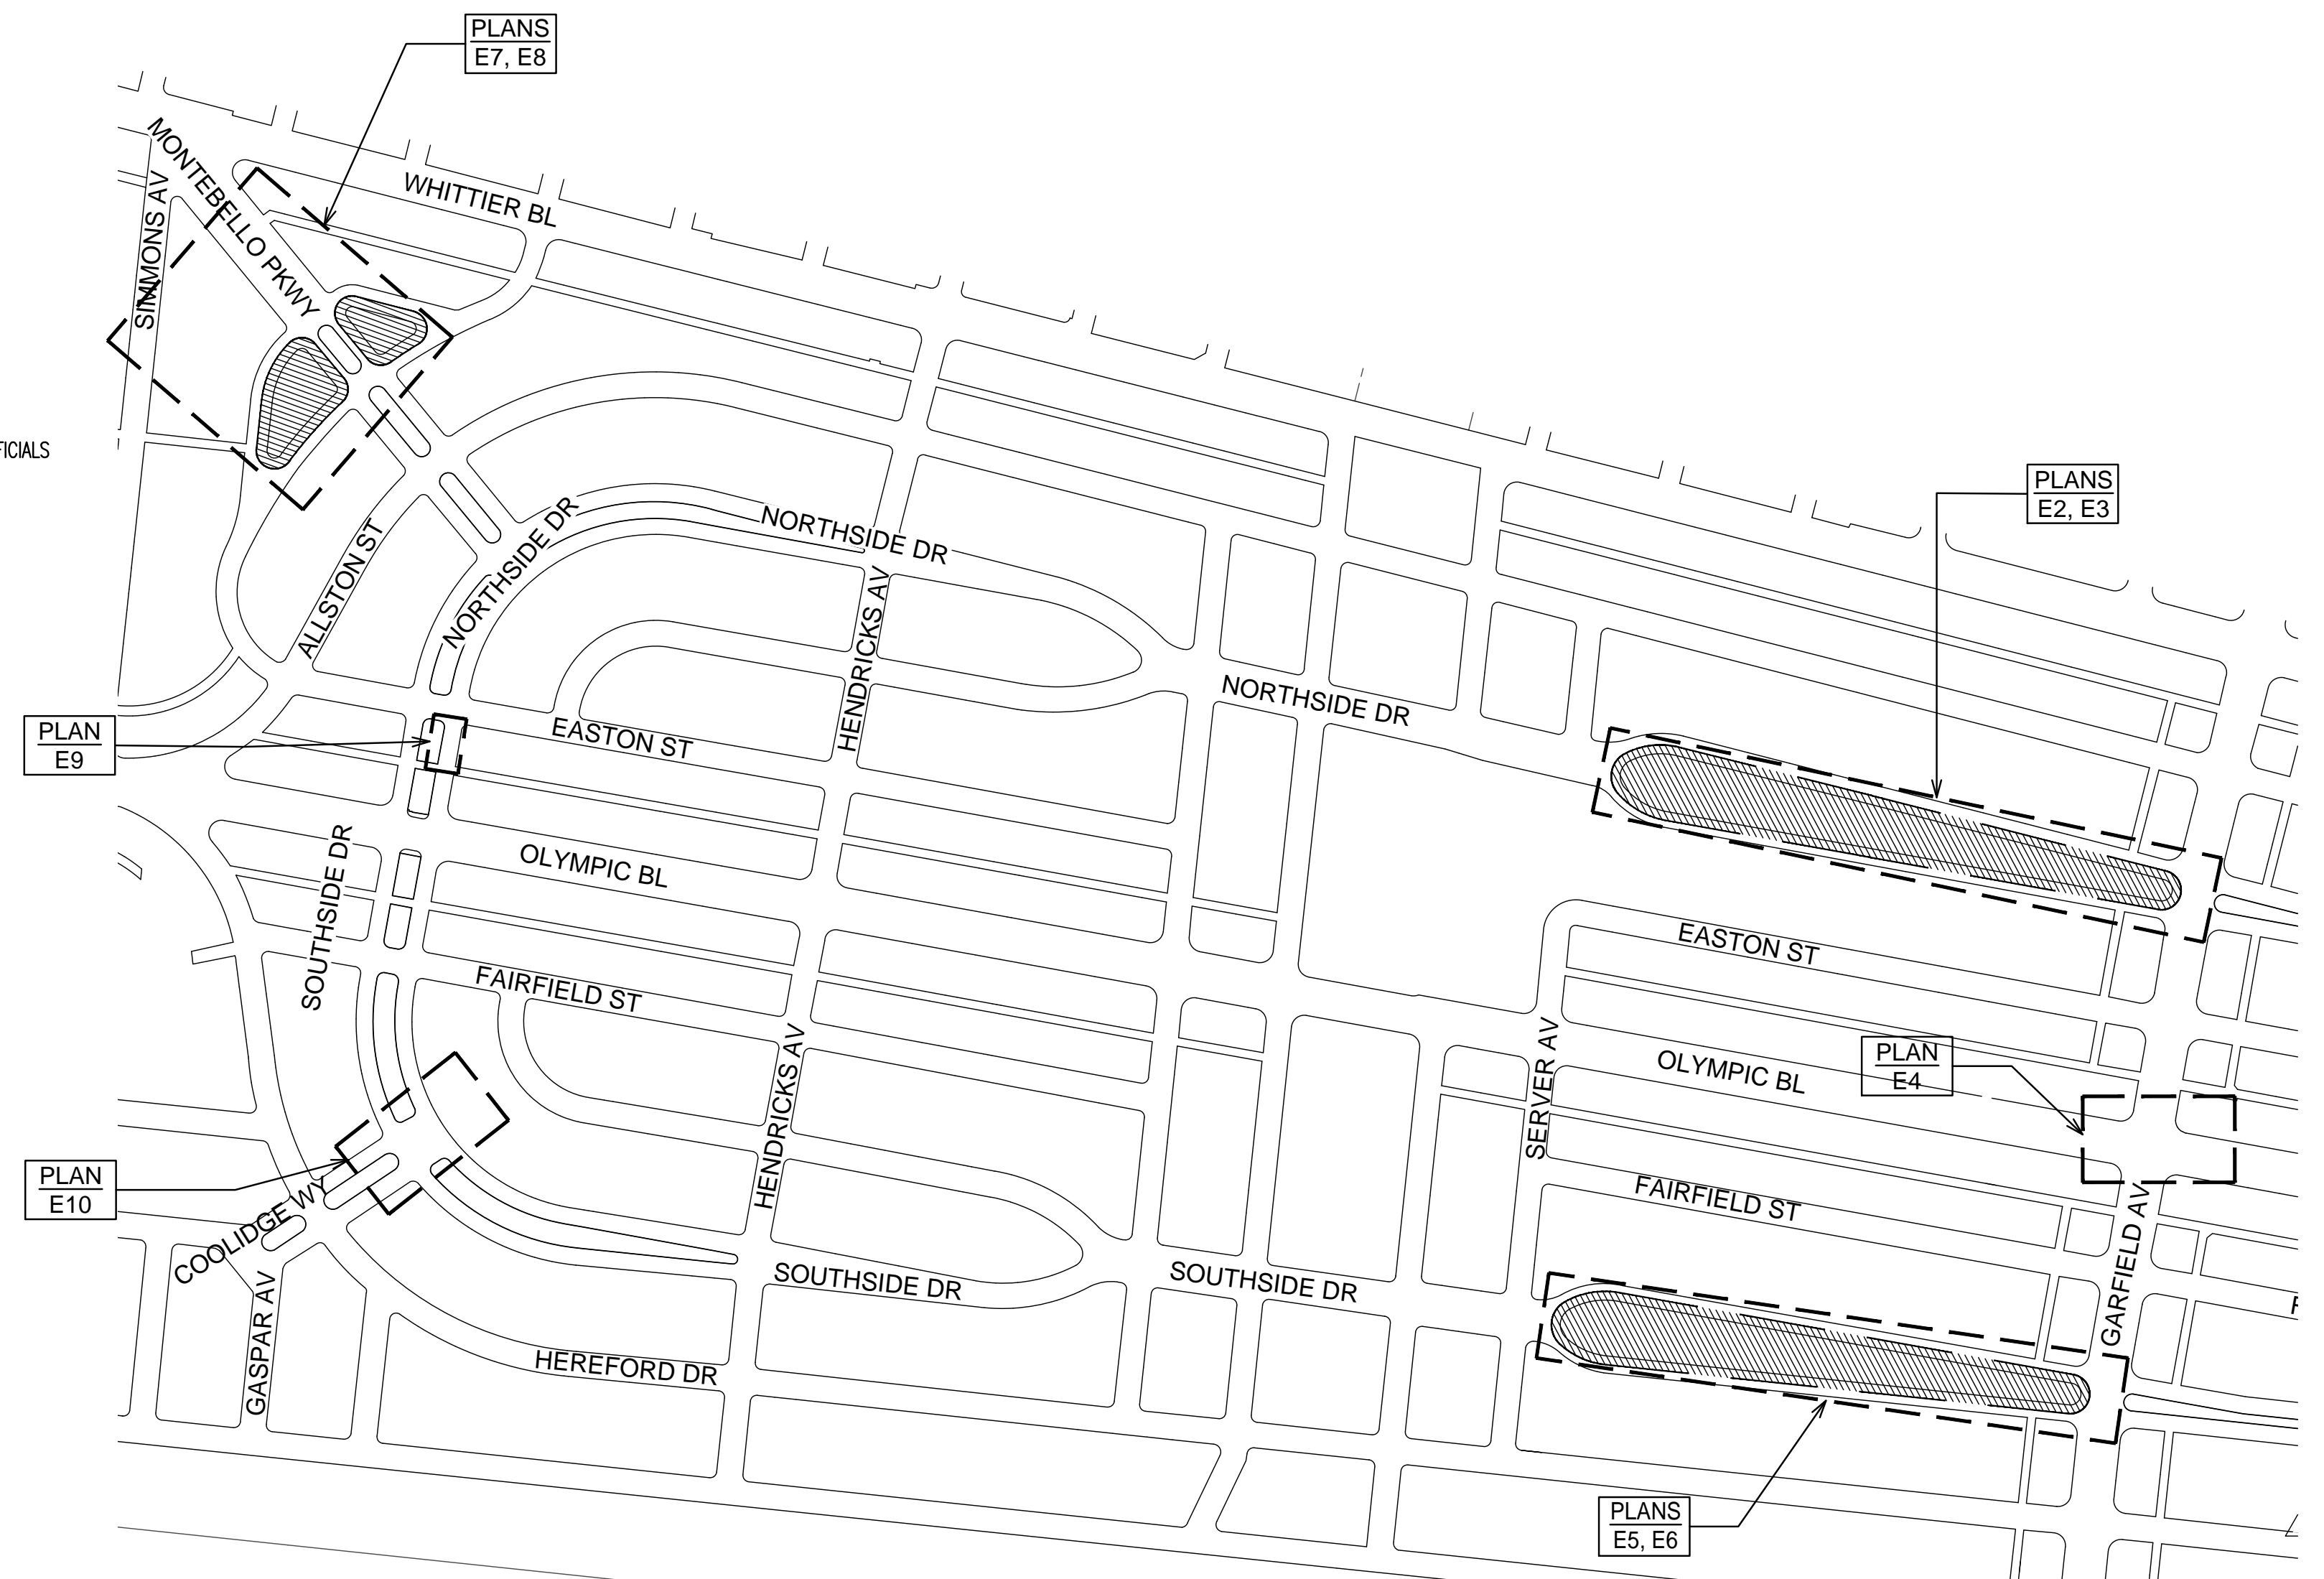 PLANS
E7, E8
MONTEBELLO PKWY
SIMMONS AV
WHITTIER BL
FICIALS
PLANS
E2, E3
NORTHSIDE DR
NORTHSIDE DR
ALLSTON ST
HENDRICKS AV
NORTHSIDE DR
PLAN
E9
EASTON ST
SOUTHSIDE DR
OLYMPIC BL
EASTON ST
FAIRFIELD ST
SERVER AV
OLYMPIC BL
PLAN
E4
HENDRICKS AV
PLAN
E10
COOLIDGE WY
FAIRFIELD ST
GARFIELD AV
SOUTHSIDE DR
SOUTHSIDE DR
GASPAR AV
HEREFORD DR
PLANS
E5, E6